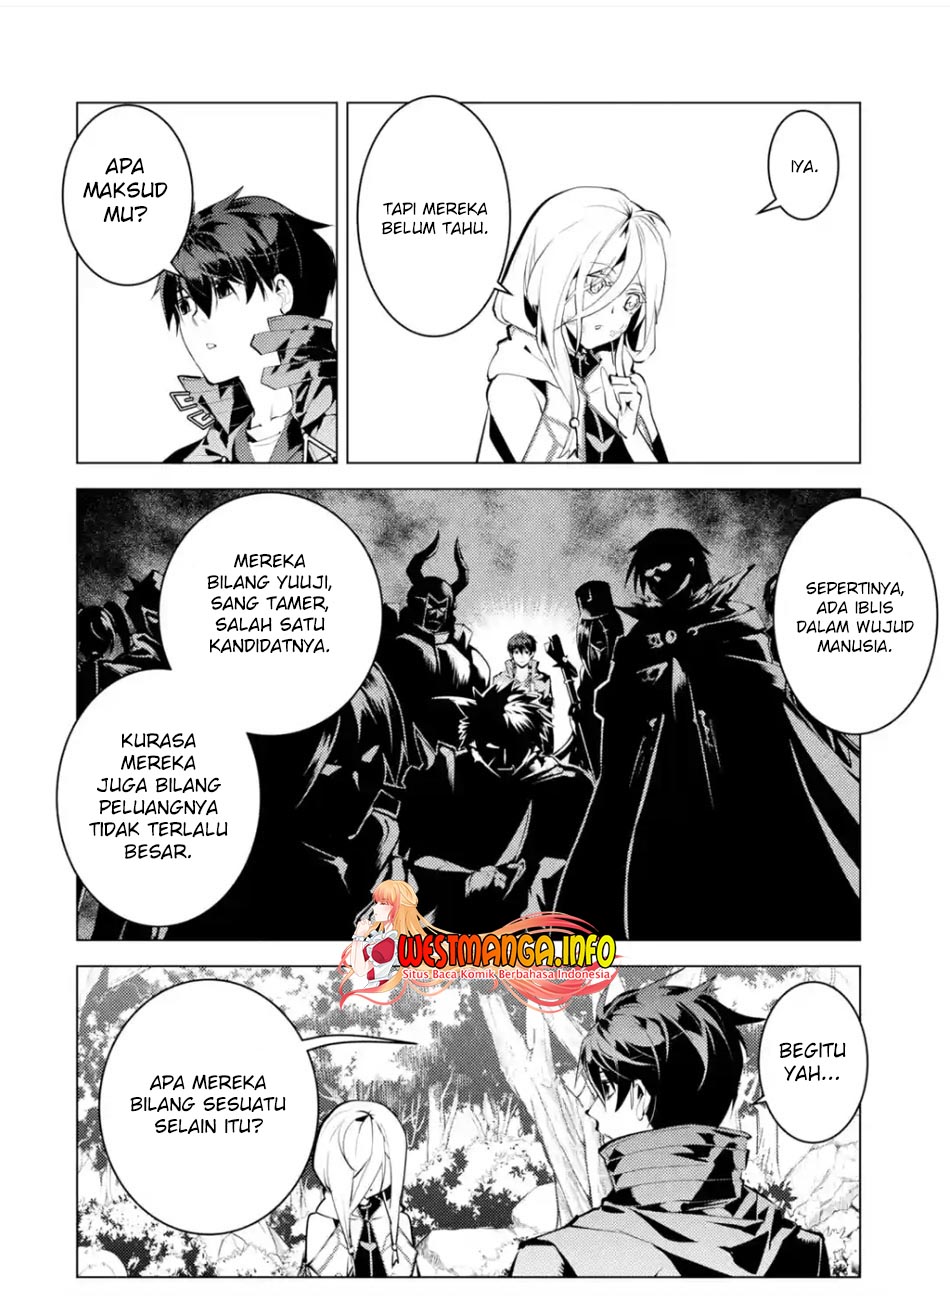 IYA.
TAPI MEREKA
BELUM TAHU.
APA
MAKSUD
MU?
SEPERTINYA,
ADA IBLIS
DALAM WUJUD
MANUSIA.
MEREKA
BILANG YUUJI,
SANG TAMER,
SALAH SATU
KANDIDATNYA.
KURASA
MEREKA
JUGA BILANG
PELUANGNYA
TIDAK TERLALU
BESAR.
WESTMANGA.INFO
Situs Baca Komik Berbahasa Indonesia
BEGITU
YAH...
APA MEREKA
BILANG SESUATU
SELAIN ITU?